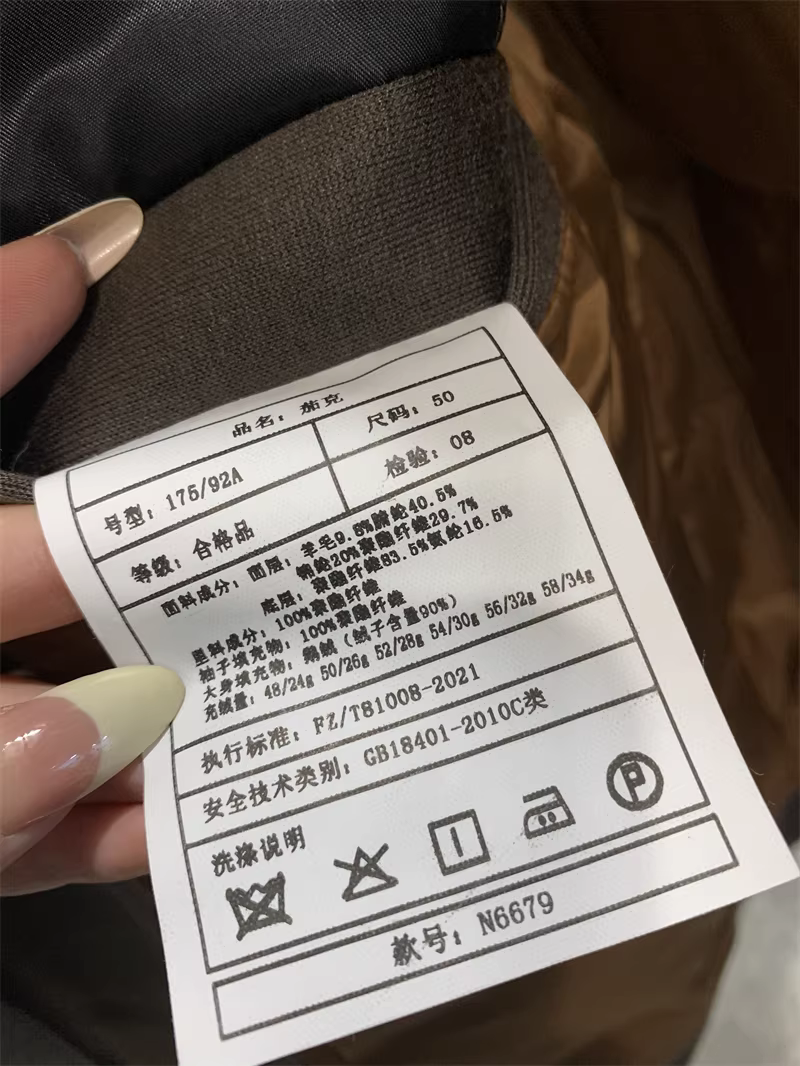 品名：茄克
号型：175/92A
尺码：50
等级：合格品
检验：08
面料成分：面层：羊毛9.8%腈纶40.5%
锦纶20%聚酯纤维29.7%
底层：聚酯纤维83.5%氨纶16.5%
里料成分：100%聚酯纤维
袖子填充物：100%聚酯纤维
大身填充物：鹅绒（绒子含量90%）
充绒量：48/24g 50/26g 52/28g 54/30g 56/32g 58/34g
执行标准：FZ/T81008-2021
安全技术类别：GB18401-2010C类
洗涤说明
P
款号：N6679